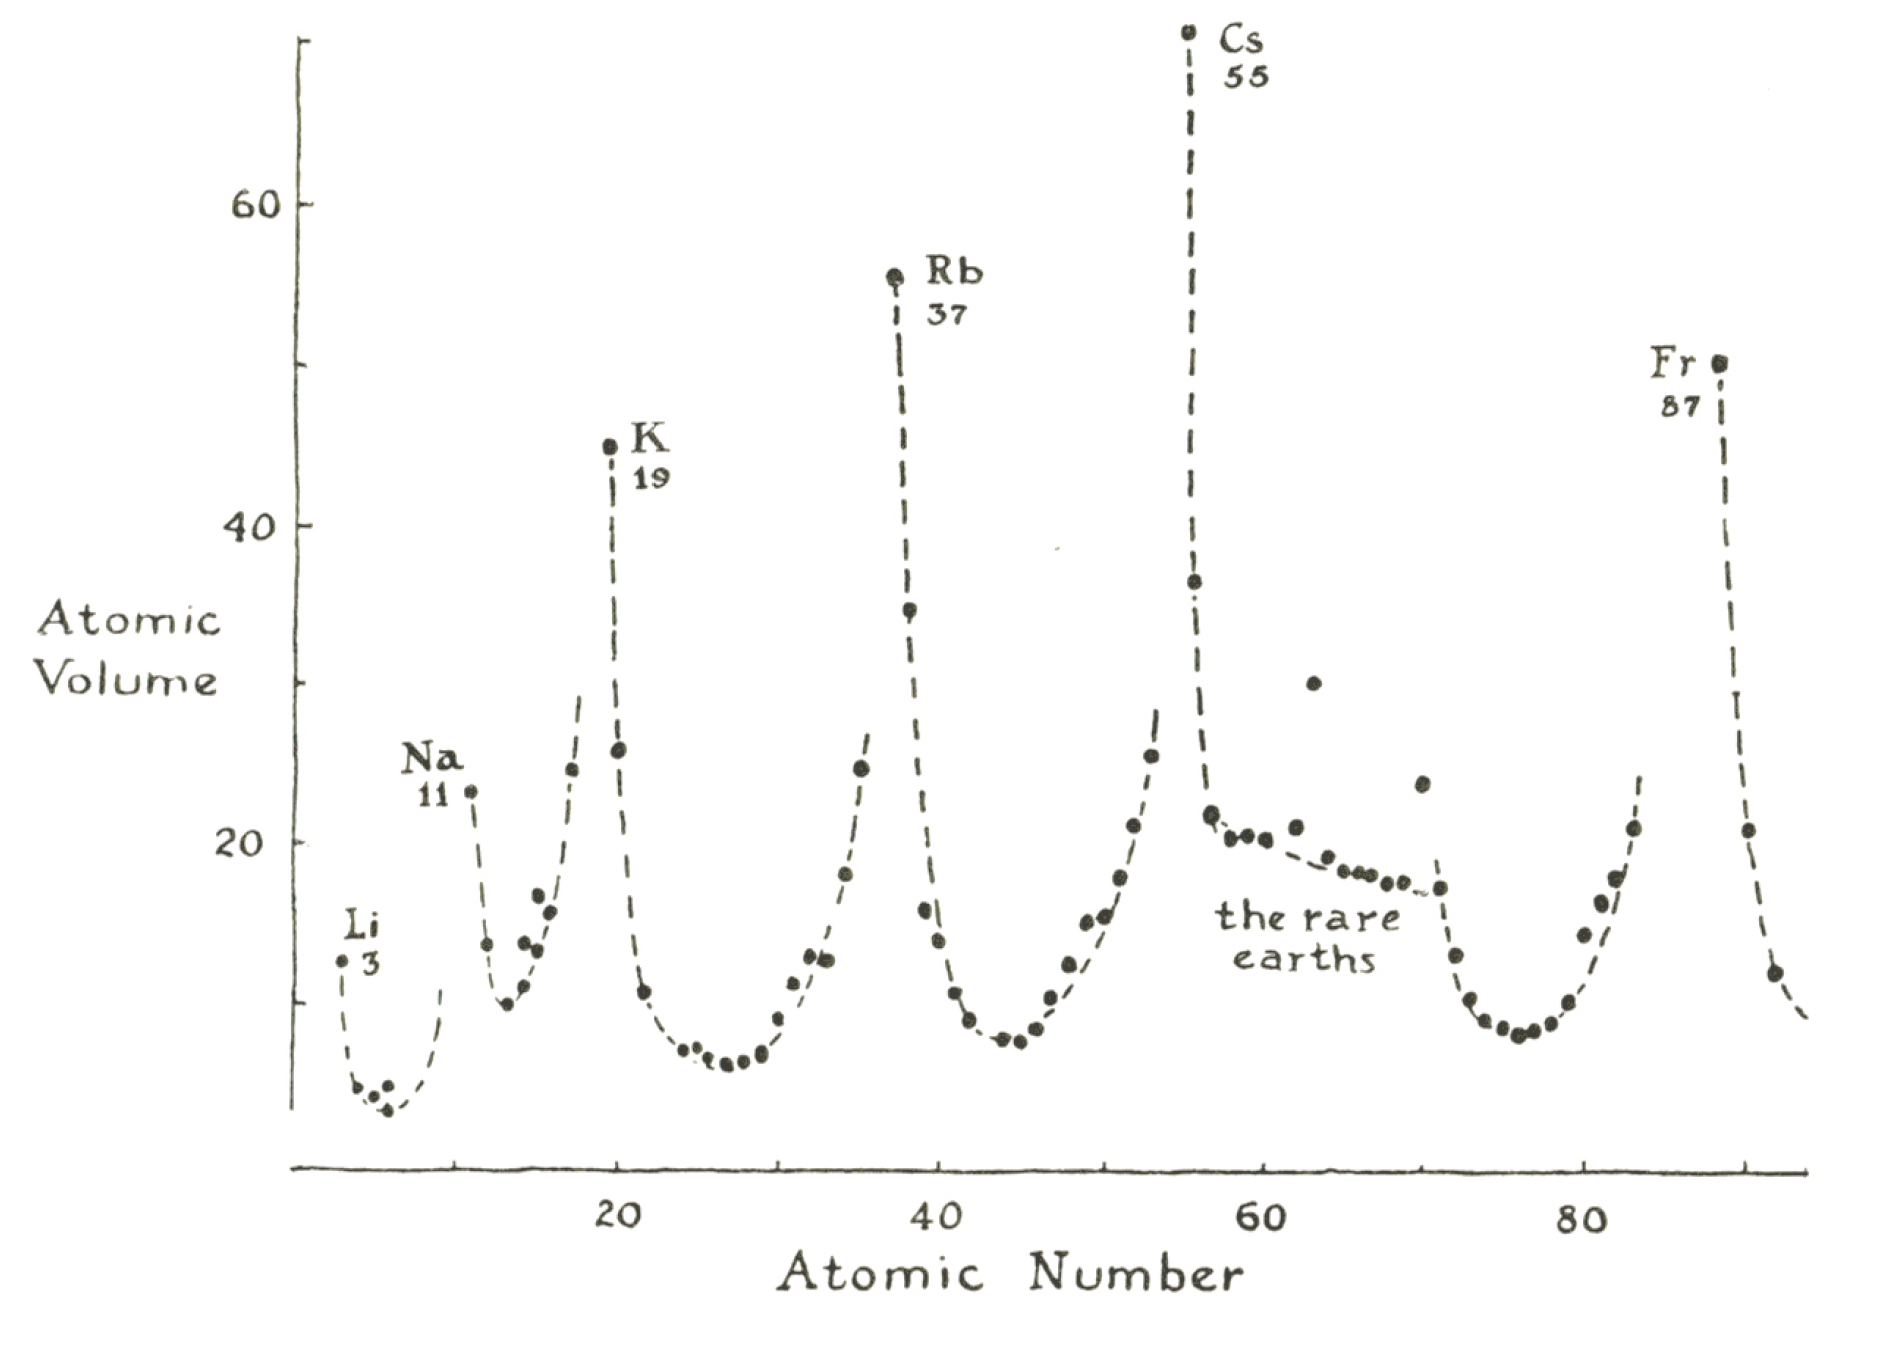 Cs
55
60
Rb
37
Fr
87
K
19
40
Atomic
Volume
Na
11
20
Li
3
the rare
earths
20
40
60
80
Atomic Number